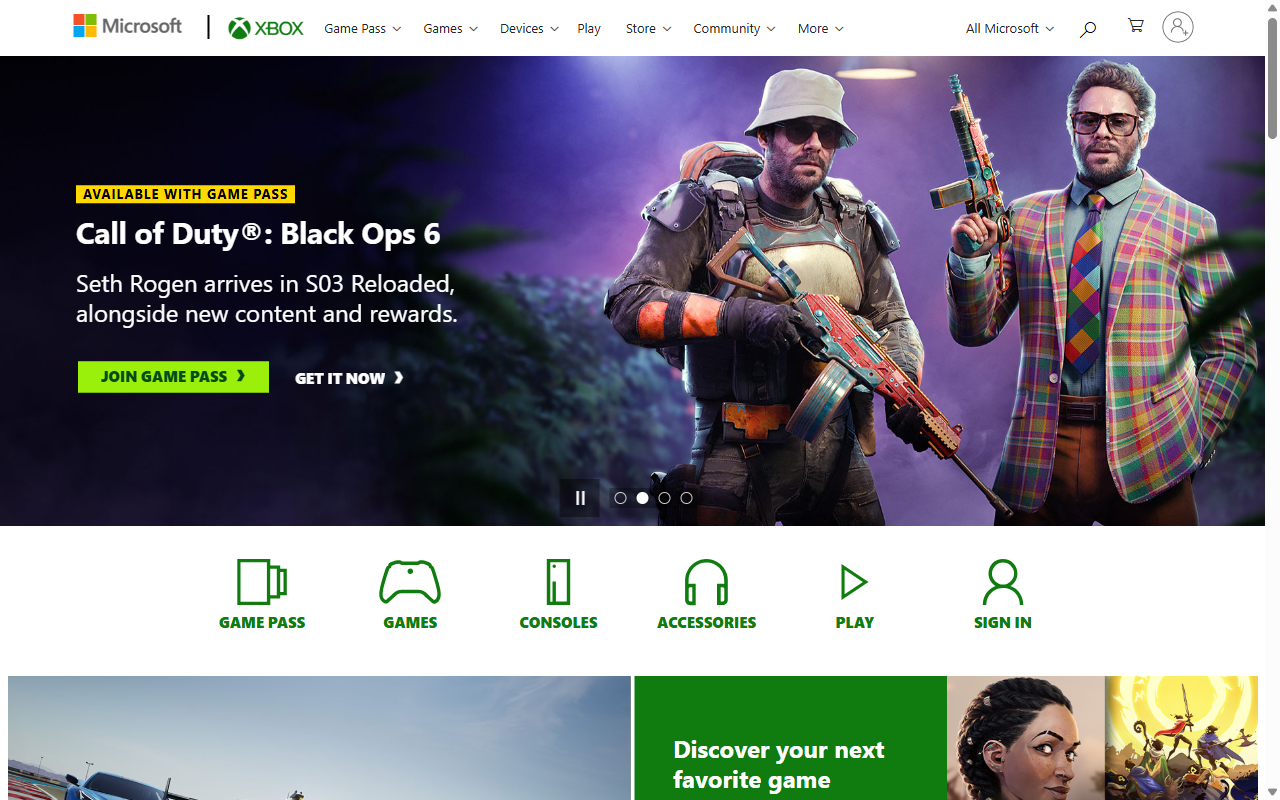 Microsoft
XBOX
Game Pass
Games
Devices
Play
Store
Community
More
All Microsoft
AVAILABLE WITH GAME PASS
Call of Duty®: Black Ops 6
Seth Rogen arrives in S03 Reloaded,
alongside new content and rewards.
JOIN GAME PASS
GET IT NOW
GAME PASS
GAMES
CONSOLES
ACCESSORIES
PLAY
SIGN IN
Discover your next
favorite game